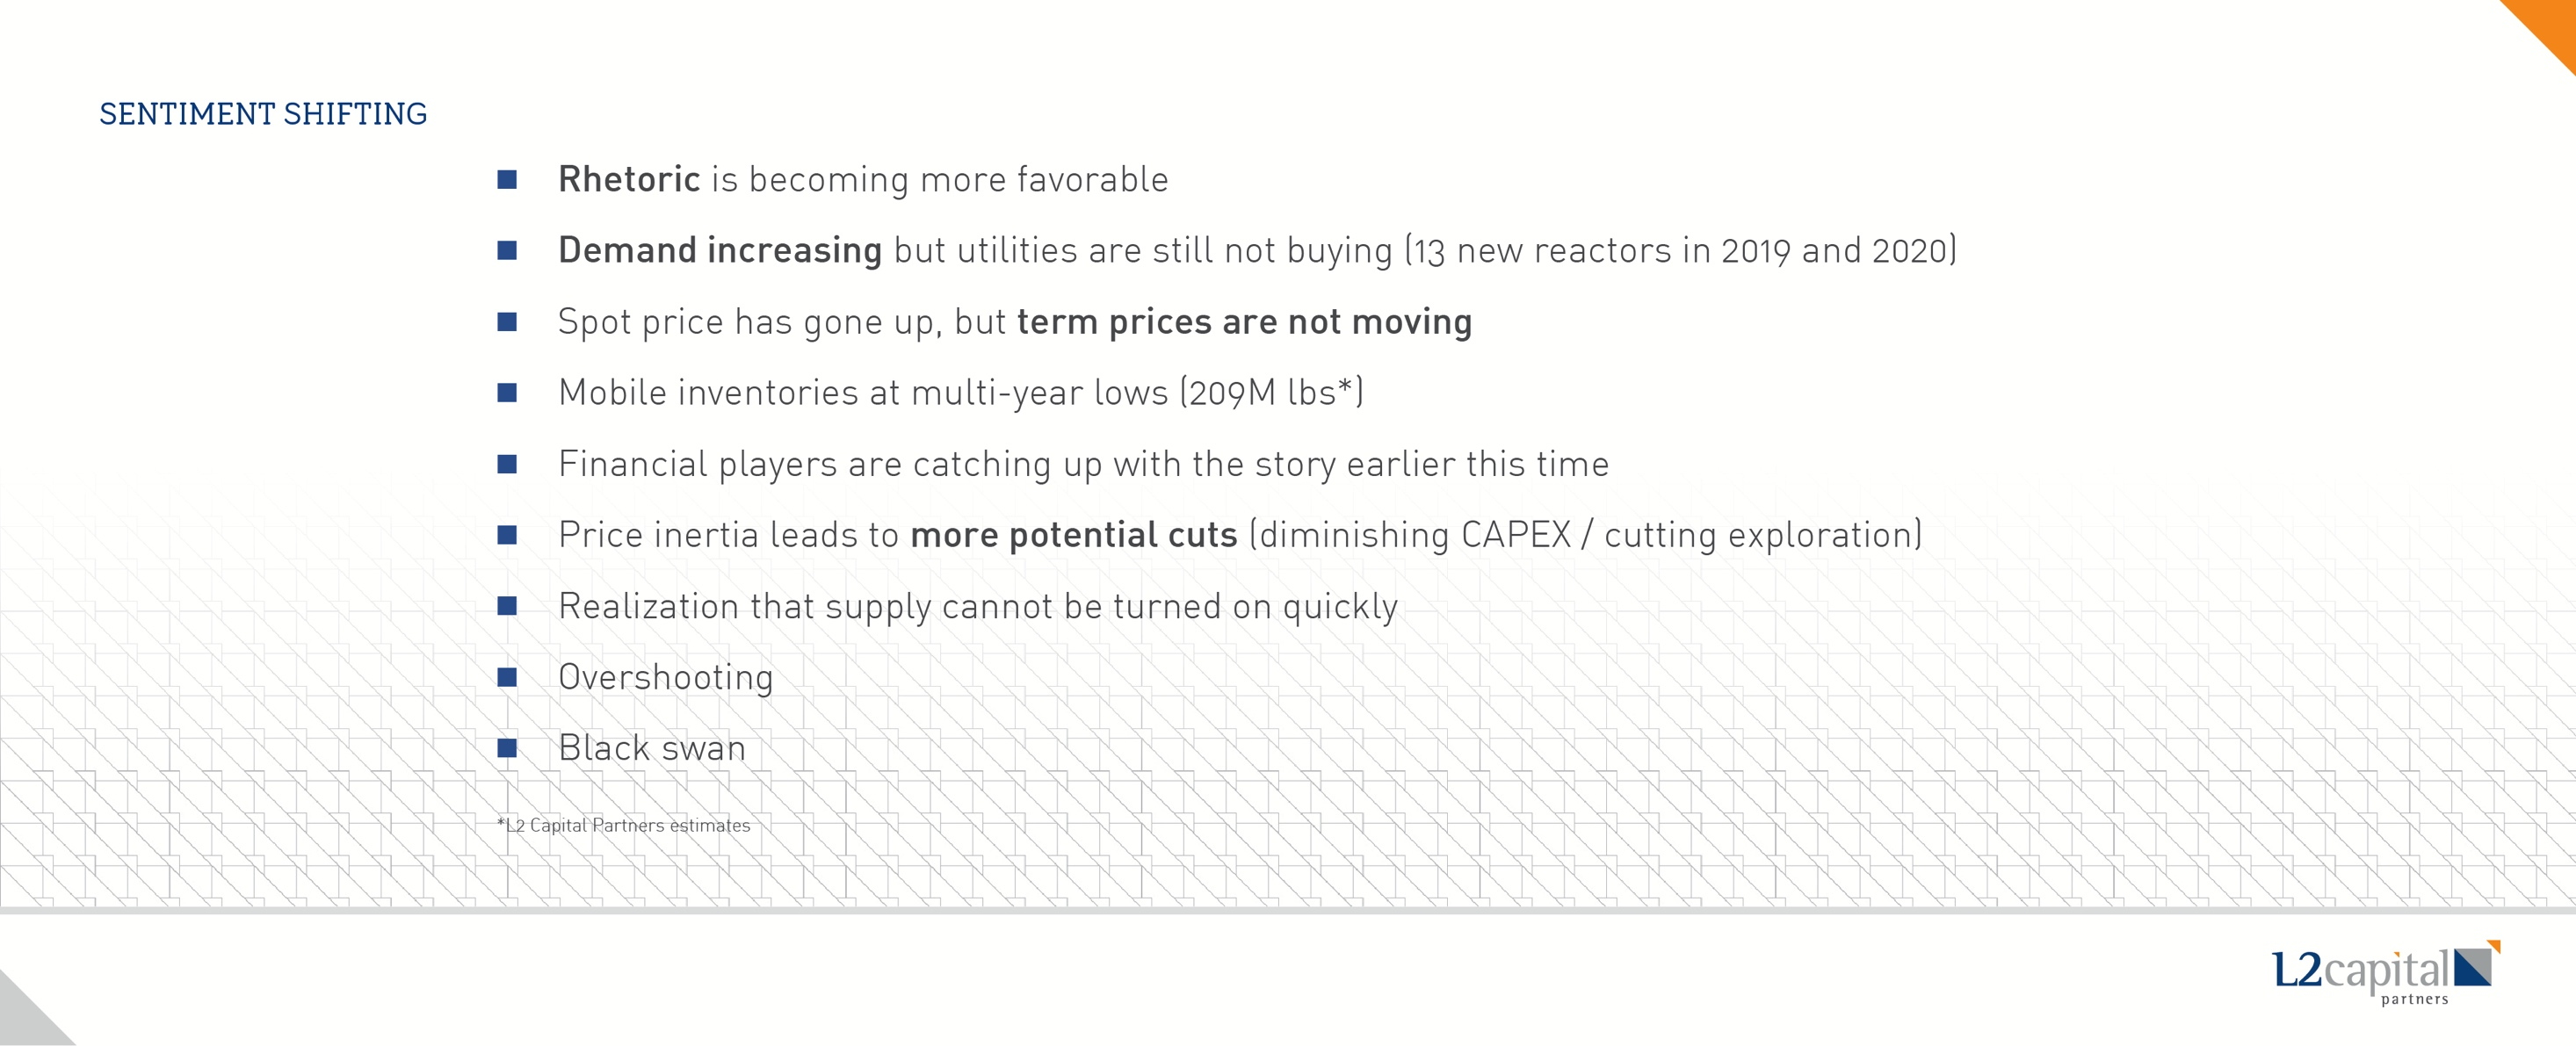 SENTIMENT SHIFTING
Rhetoric is becoming more favorable
Demand increasing but utilities are still not buying (13 new reactors in 2019 and 2020)
Spot price has gone up, but term prices are not moving
Mobile inventories at multi-year lows (209M lbs*)
Financial players are catching up with the story earlier this time
Price inertia leads to more potential cuts (diminishing CAPEX / cutting exploration)
Realization that supply cannot be turned on quickly
Overshooting
Black swan
*L2 Capital Partners estimates
L2capital
partners